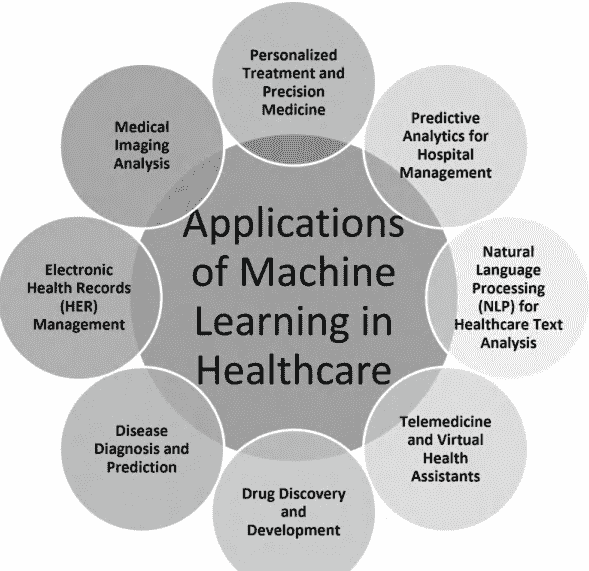 Personalized
Treatment and
Precision
Medicine
Predictive
Analytics for
Hospital
Management
Natural
Language
Processing
(NLP) for
Healthcare Text
Analysis
Telemedicine
and Virtual
Health
Assistants
Drug Discovery
and
Development
Disease
Diagnosis and
Prediction
Electronic
Health Records
(HER)
Management
Medical
Imaging
Analysis
Applications
of Machine
Learning in
Healthcare